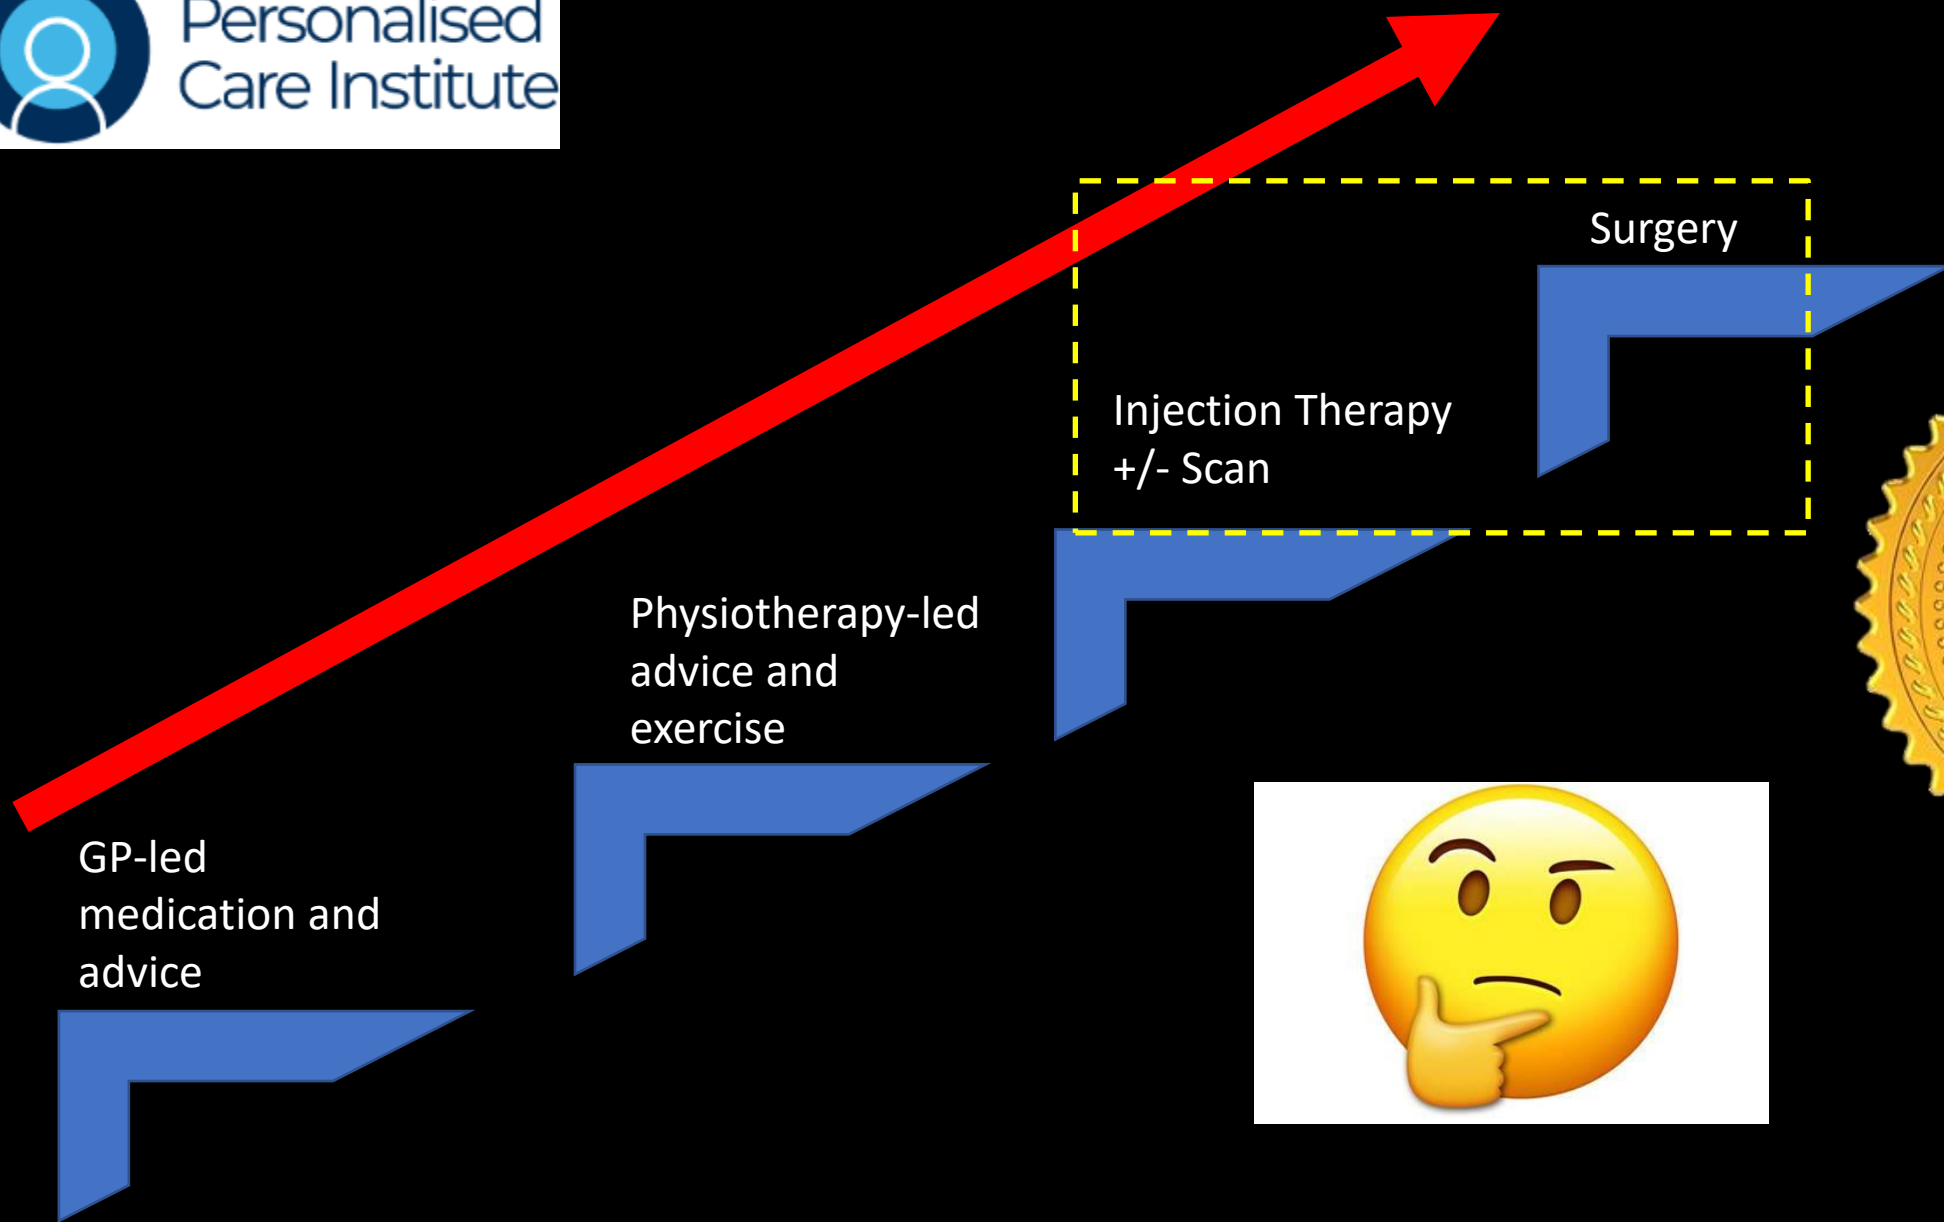 Personalised
Care Institute
Surgery
Injection Therapy
+/- Scan
Physiotherapy-led
advice and
exercise
GP-led
medication and
advice